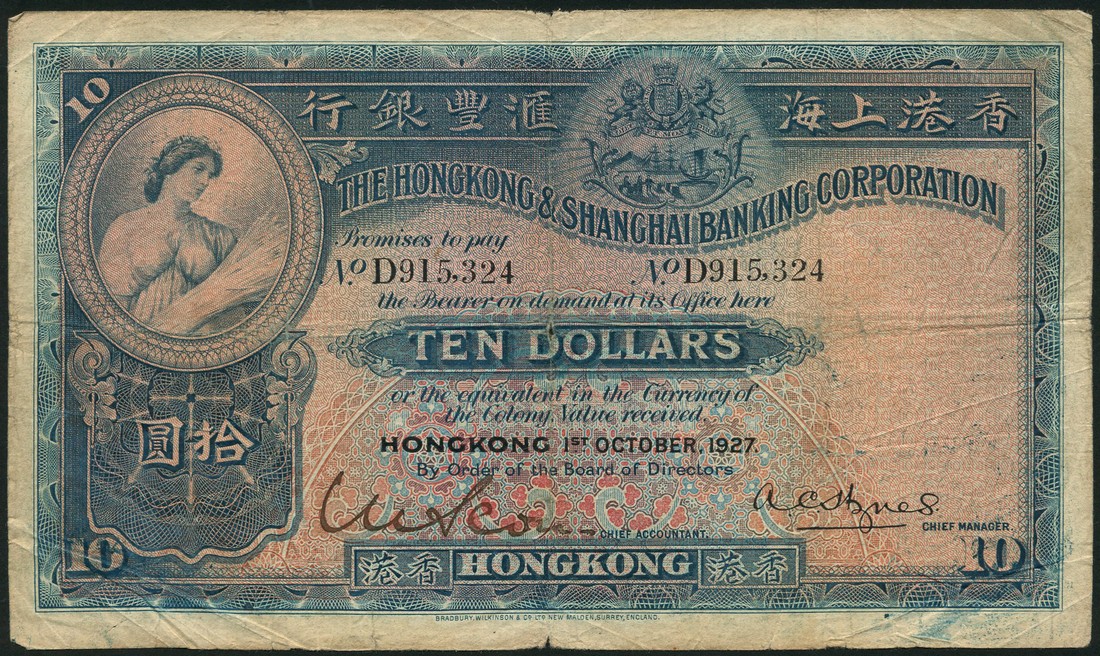 10
香港上海 滙豐銀行
THE HONGKONG & SHANGHAI BANKING CORPORATION
Promises to pay
No. D915,324 No. D915,324
the Bearer on demand at its Office here
TEN DOLLARS
or the equivalent in the Currency of
the Colony, Value received
拾圓
HONGKONG 1ST OCTOBER, 1927.
By Order of the Board of Directors
CHIEF ACCOUNTANT.
CHIEF MANAGER.
10 香港 HONGKONG 香港 10
BRADBURY, WILKINSON & Co. LTD. NEW MALDEN, SURREY, ENGLAND.